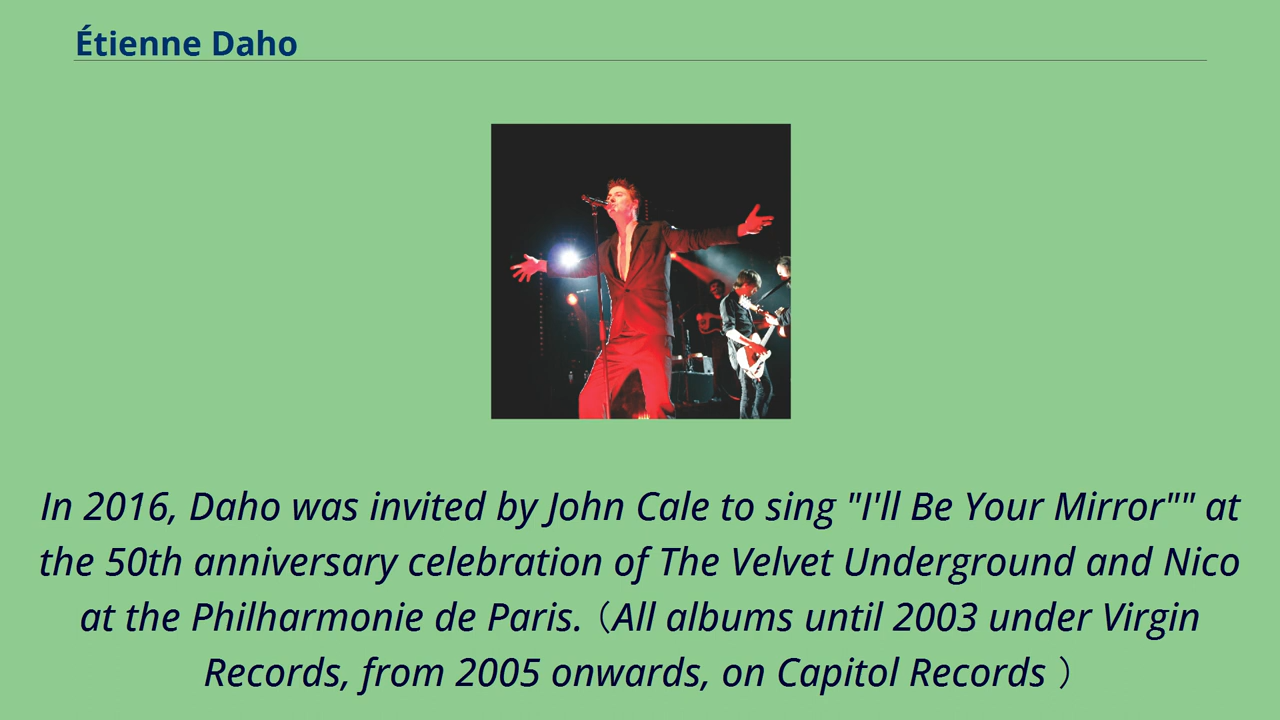 Étienne Daho
In 2016, Daho was invited by John Cale to sing "I'll Be Your Mirror"" at
the 50th anniversary celebration of The Velvet Underground and Nico
at the Philharmonie de Paris.（All albums until 2003 under Virgin
Records, from 2005 onwards, on Capitol Records ）